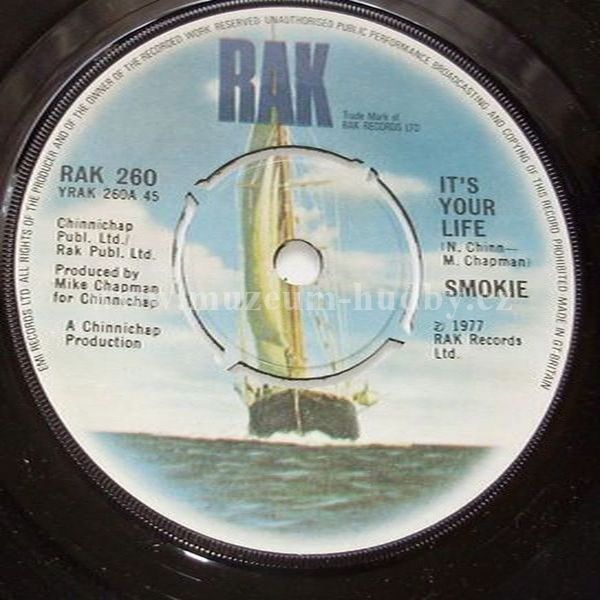 EMI RECORDS LTD ALL RIGHTS OF THE PRODUCER AND OF THE OWNER OF THE RECORDED WORK RESERVED UNAUTHORISED PUBLIC PERFORMANCE BROADCASTING AND COPYING OF THIS RECORD PROHIBITED MADE IN GT BRITAIN
RAK
Trade Mark of
RAK RECORDS LTD
RAK 260
YRAK 260A 45
Chinnichap
Publ. Ltd./
Rak Publ. Ltd.
Produced by
Mike Chapman
for Chinnichap
A Chinnichap
Production
IT'S
YOUR
LIFE
(N. Chinn—
M. Chapman)
SMOKIE
℗ 1977
RAK Records
Ltd.
muzeum-hudby.cz